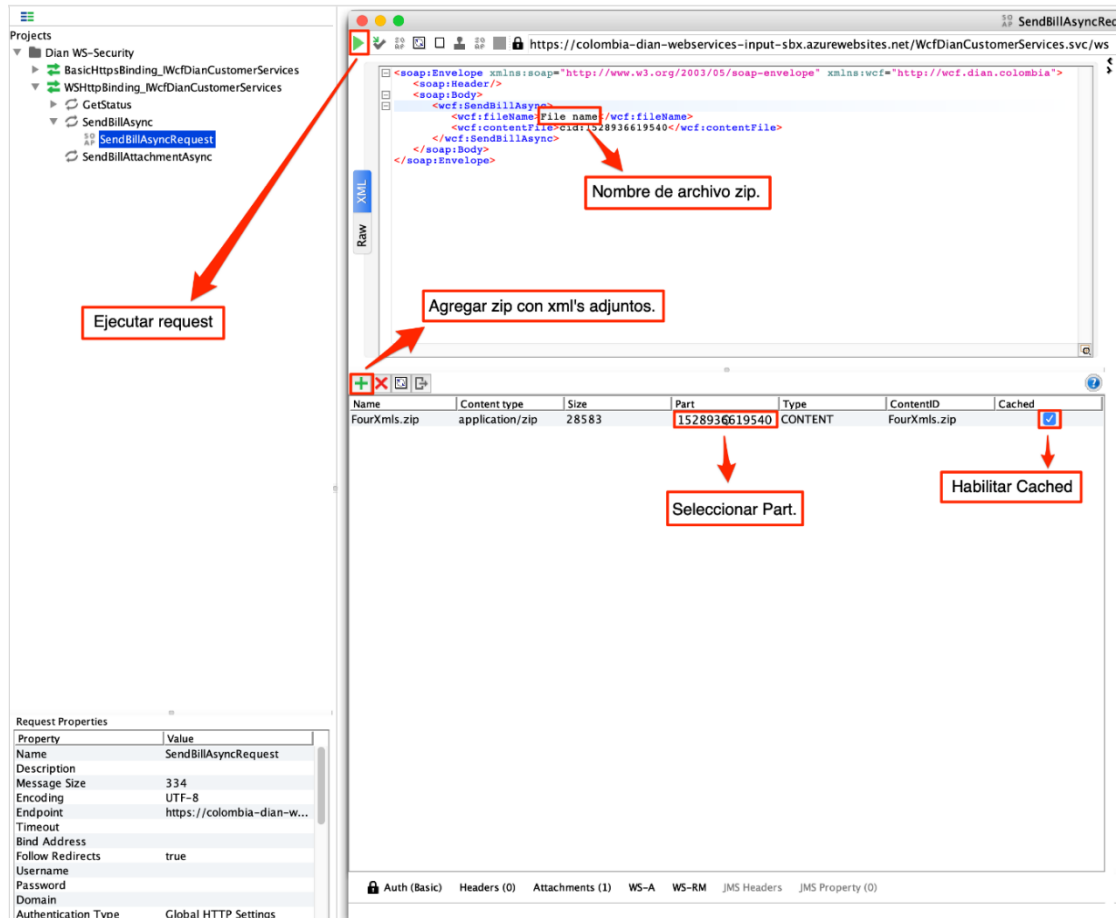 Projects
Dian WS-Security
BasicHttpsBinding_IWcfDianCustomerServices
WSHttpBinding_IWcfDianCustomerServices
GetStatus
SendBillAsync
SendBillAsyncRequest
SendBillAttachmentAsync
Ejecutar request
SendBillAsyncRec
https://colombia-dian-webservices-input-sbx.azurewebsites.net/WcfDianCustomerServices.svc/ws
<soap:Envelope xmlns:soap="http://www.w3.org/2003/05/soap-envelope" xmlns:wcf="http://wcf.dian.colombia">
<soap:Header/>
<soap:Body>
<wcf:SendBillAsync>
<wcf:fileName>File name</wcf:fileName>
<wcf:contentFile>cid:1528936619540</wcf:contentFile>
</wcf:SendBillAsync>
</soap:Body>
</soap:Envelope>
XML
Raw
Nombre de archivo zip.
Agregar zip con xml's adjuntos.
Name Content type Size Part Type ContentID Cached
FourXmls.zip application/zip 28583 1528936619540 CONTENT FourXmls.zip
Seleccionar Part.
Habilitar Cached
Request Properties
Property Value
Name SendBillAsyncRequest
Description
Message Size 334
Encoding UTF-8
Endpoint https://colombia-dian-w...
Timeout
Bind Address
Follow Redirects true
Username
Password
Domain
Authentication Type Global HTTP Settings
Auth (Basic) Headers (0) Attachments (1) WS-A WS-RM JMS Headers JMS Property (0)